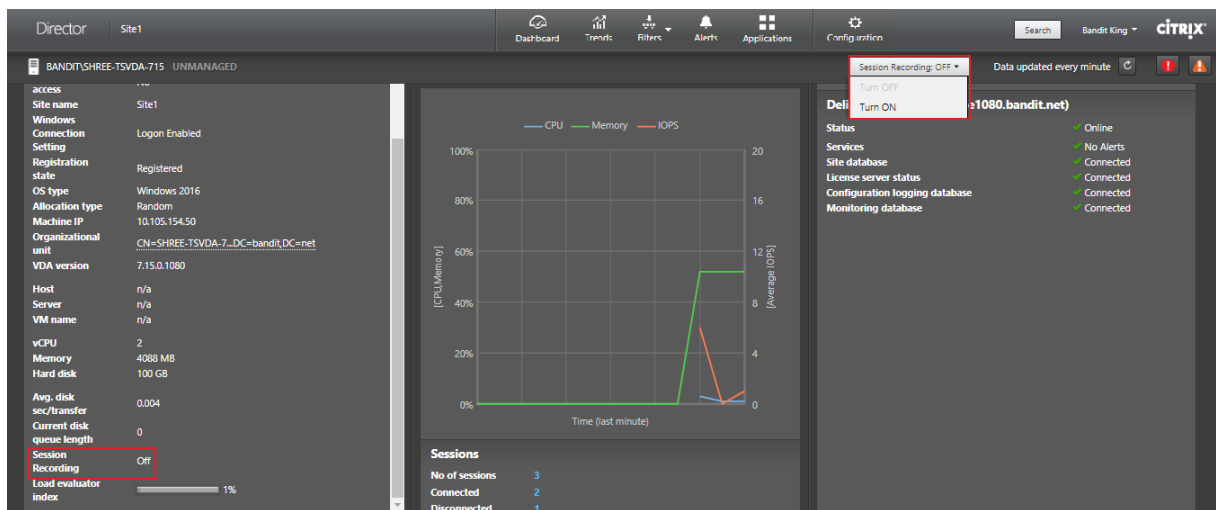 Director Site1 Dashboard Trends Filters Alerts Applications Configuration Search Bandit King CITRIX
BANDIT\SHREE-TSVDA-715 UNMANAGED Session Recording: OFF Data updated every minute
Turn OFF
Turn ON
access No
Site name Site1
Windows
Connection Logon Enabled
Setting
Registration
state Registered
OS type Windows 2016
Allocation type Random
Machine IP 10.105.154.50
Organizational
unit CN=SHREE-TSVDA-7...DC=bandit,DC=net
VDA version 7.15.0.1080
Host n/a
Server n/a
VM name n/a
vCPU 2
Memory 4088 MB
Hard disk 100 GB
Avg. disk
sec/transfer 0.004
Current disk
queue length 0
Session
Recording Off
Load evaluator
index 1%
CPU Memory IOPS
100% 20
80% 16
60% 12
40% 8
20% 4
0% 0
[CPU,Memory]
[Average IOPS]
Time (last minute)
Sessions
No of sessions 3
Connected 2
Disconnected 1
Deli e1080.bandit.net)
Status Online
Services No Alerts
Site database Connected
License server status Connected
Configuration logging database Connected
Monitoring database Connected